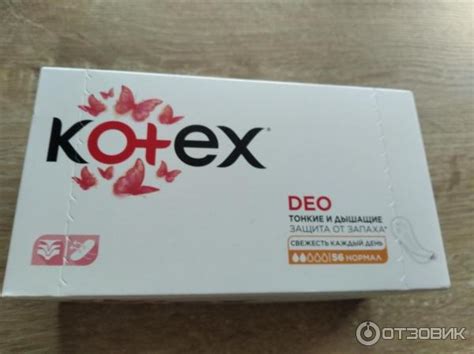 Kotex
DEO
ТОНКИЕ И ДЫШАЩИЕ
ЗАЩИТА ОТ ЗАПАХА*
СВЕЖЕСТЬ КАЖДЫЙ ДЕНЬ
56 НОРМАЛ
ОТЗОВИК